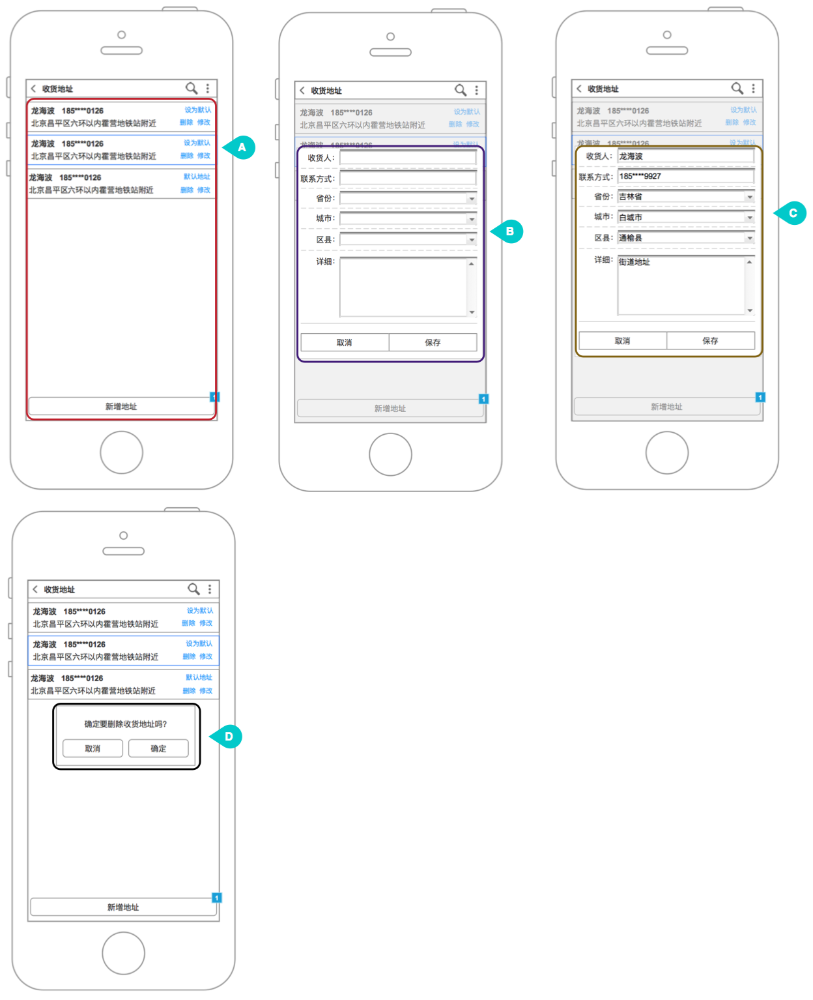 收货地址
龙海波 185****0126 设为默认
北京昌平区六环以内霍营地铁站附近 删除 修改
龙海波 185****0126 设为默认
北京昌平区六环以内霍营地铁站附近 删除 修改
龙海波 185****0126 默认地址
北京昌平区六环以内霍营地铁站附近 删除 修改
A
1
新增地址
收货地址
龙海波 185****0126 设为默认
北京昌平区六环以内霍营地铁站附近 删除 修改
龙海波 185****0126 设为默认
收货人:
联系方式:
省份:
城市:
区县:
详细:
取消 保存
B
1
新增地址
收货地址
龙海波 185****0126 设为默认
北京昌平区六环以内霍营地铁站附近 删除 修改
龙海波 185****0126 设为默认
收货人: 龙海波
联系方式: 185****9927
省份: 吉林省
城市: 白城市
区县: 通榆县
详细: 街道地址
取消 保存
C
1
新增地址
收货地址
龙海波 185****0126 设为默认
北京昌平区六环以内霍营地铁站附近 删除 修改
龙海波 185****0126 设为默认
北京昌平区六环以内霍营地铁站附近 删除 修改
龙海波 185****0126 默认地址
北京昌平区六环以内霍营地铁站附近 删除 修改
确定要删除收货地址吗?
取消 确定
D
1
新增地址